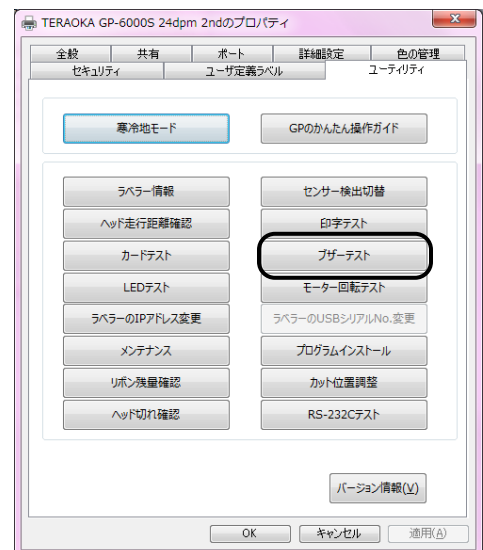 TERAOKA GP-6000S 24dpm 2ndのプロパティ
全般 共有 ポート 詳細設定 色の管理
セキュリティ ユーザ定義ラベル ユーティリティ
寒冷地モード GPのかんたん操作ガイド
ラベラー情報 センサー検出切替
ヘッド走行距離確認 印字テスト
カードテスト ブザーテスト
LEDテスト モーター回転テスト
ラベラーのIPアドレス変更 ラベラーのUSBシリアルNo.変更
メンテナンス プログラムインストール
リボン残量確認 カット位置調整
ヘッド切れ確認 RS-232Cテスト
バージョン情報(V)
OK キャンセル 適用(A)